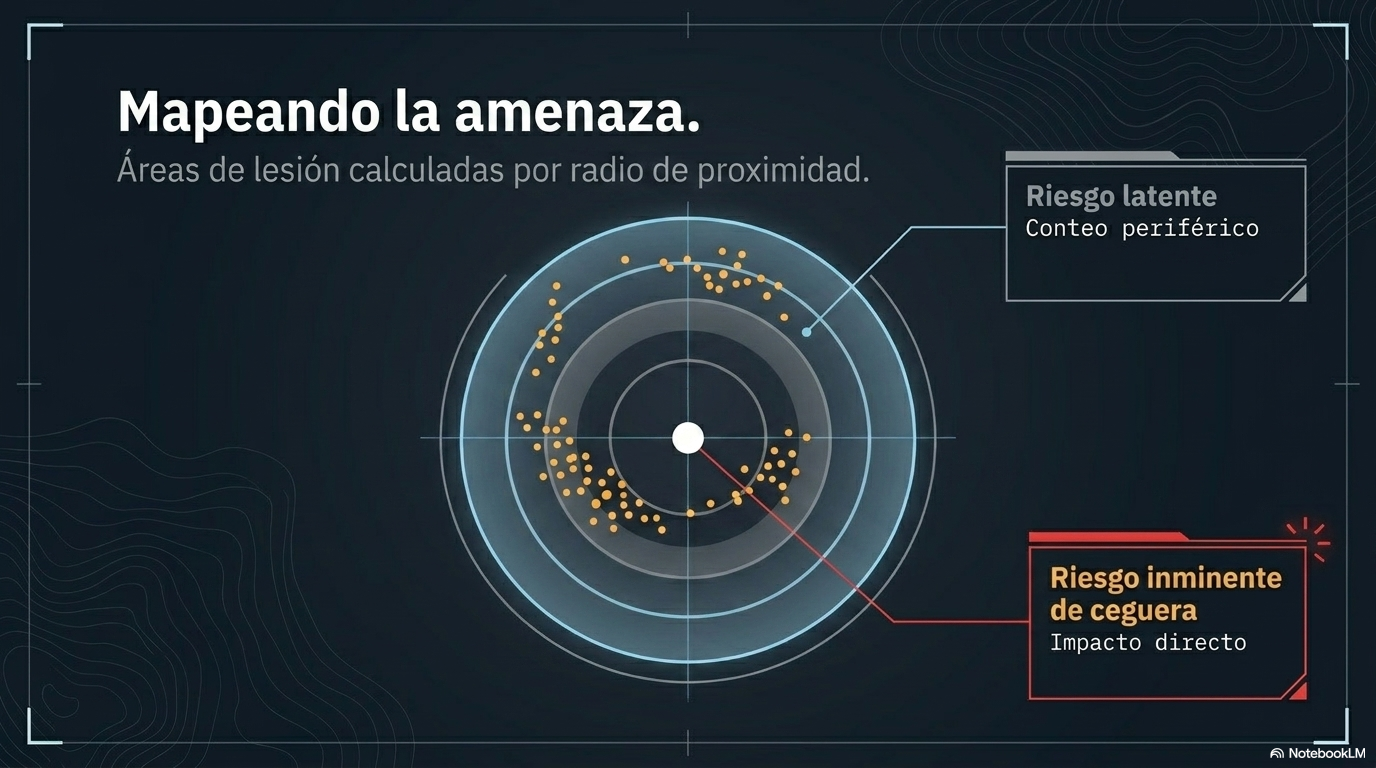 Mapeando la amenaza.
Áreas de lesión calculadas por radio de proximidad.
Riesgo latente
Conteo periférico
Riesgo inminente
de ceguera
Impacto directo
NotebookLM